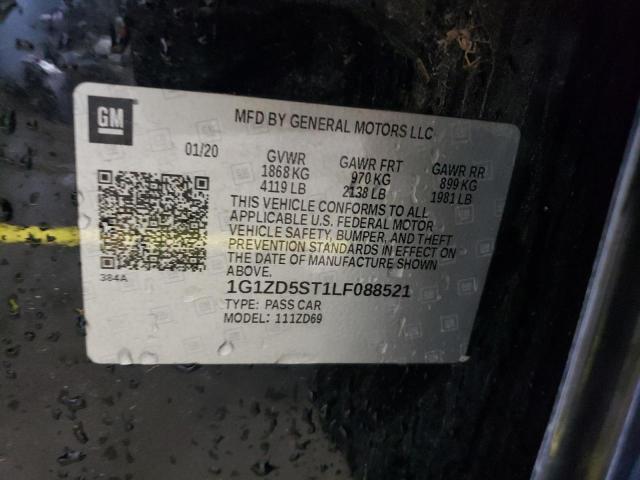 GM
MFD BY GENERAL MOTORS LLC
01/20
GVWR GAWR FRT GAWR RR
1868 KG 970 KG 899 KG
4119 LB 2138 LB 1981 LB
THIS VEHICLE CONFORMS TO ALL
APPLICABLE U.S. FEDERAL MOTOR
VEHICLE SAFETY, BUMPER, AND THEFT
PREVENTION STANDARDS IN EFFECT ON
THE DATE OF MANUFACTURE SHOWN
ABOVE.
384A
1G1ZD5ST1LF088521
TYPE: PASS CAR
MODEL: 111ZD69